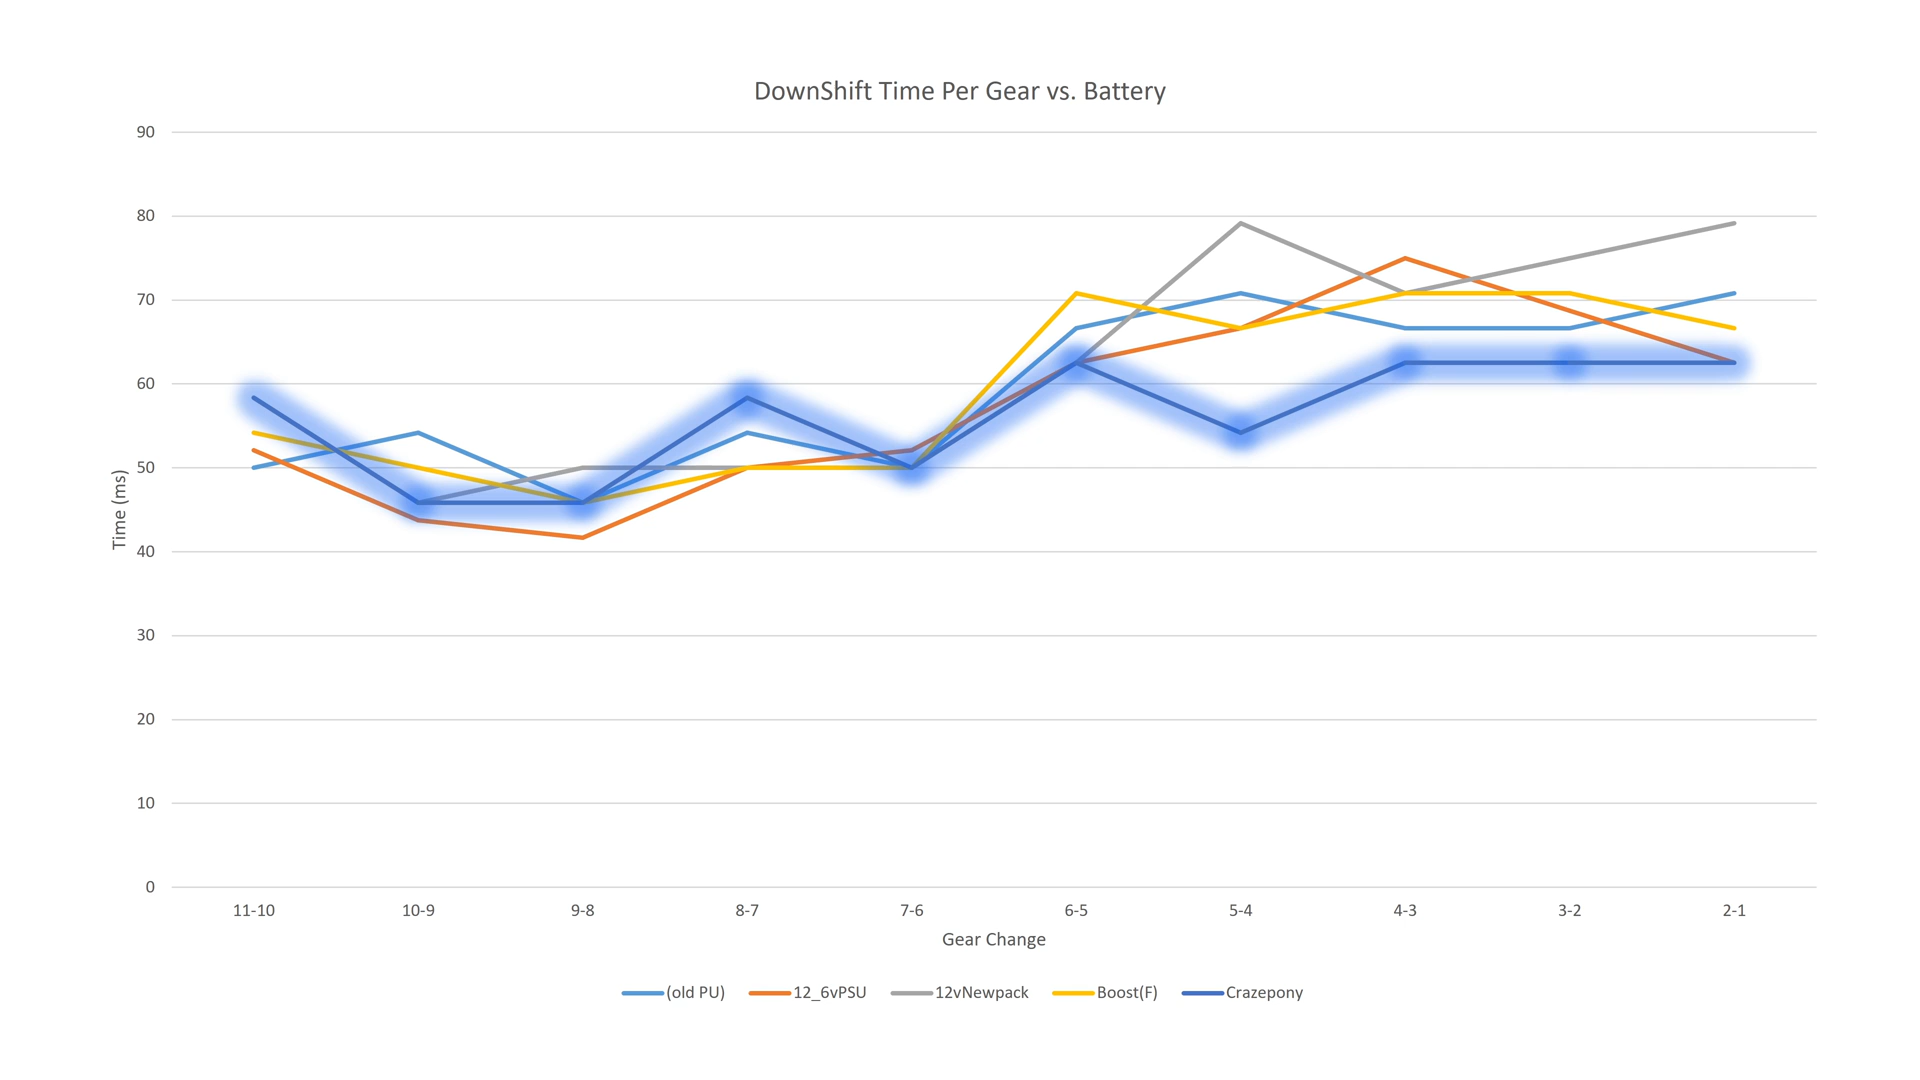 DownShift Time Per Gear vs. Battery
90
80
70
60
50
40
30
20
10
0
Time (ms)
11-10 10-9 9-8 8-7 7-6 6-5 5-4 4-3 3-2 2-1
Gear Change
(old PU) 12_6vPSU 12vNewpack Boost(F) Crazepony